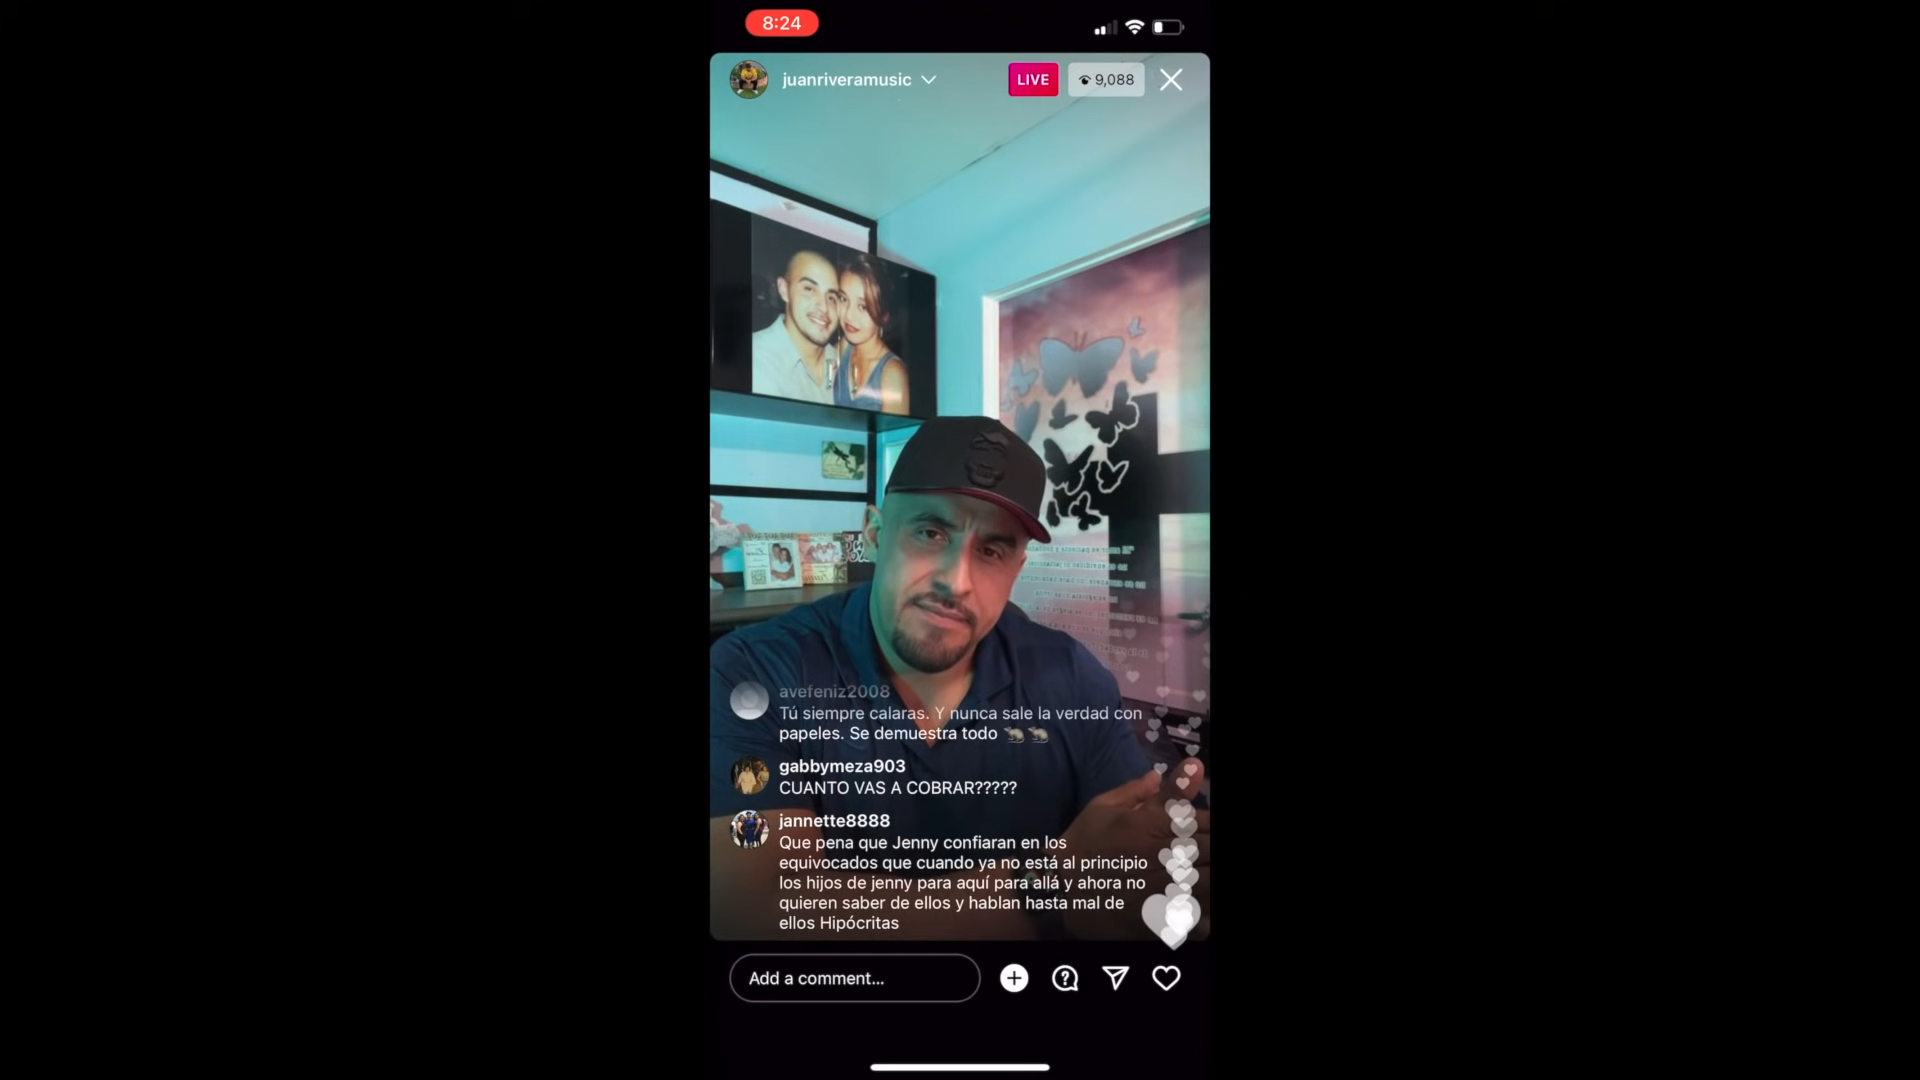 8:24
juanriveramusic
LIVE
9,088
avefeniz2008
Tú siempre calaras. Y nunca sale la verdad con
papeles. Se demuestra todo 🐀 🐀
gabbymeza903
CUANTO VAS A COBRAR?????
jannette8888
Que pena que Jenny confiaran en los
equivocados que cuando ya no está al principio
los hijos de jenny para aquí para allá y ahora no
quieren saber de ellos y hablan hasta mal de
ellos Hipócritas
Add a comment...